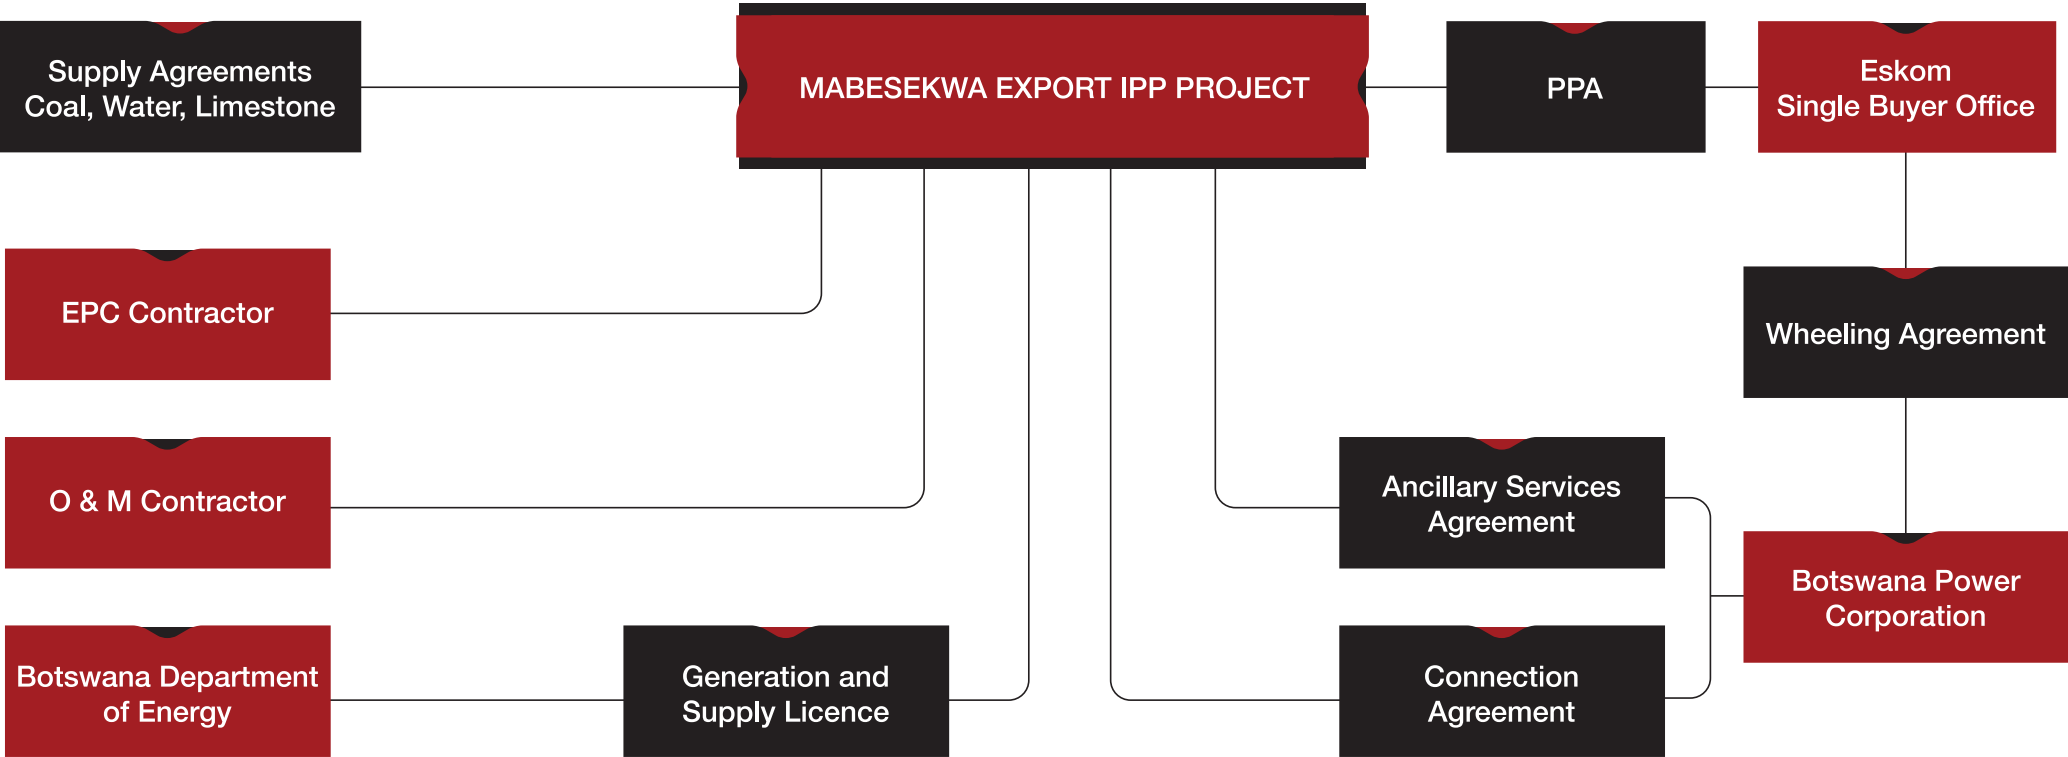 Supply Agreements
Coal, Water, Limestone
MABESEKWA EXPORT IPP PROJECT
PPA
Eskom
Single Buyer Office
EPC Contractor
Wheeling Agreement
O & M Contractor
Ancillary Services
Agreement
Botswana Power
Corporation
Botswana Department
of Energy
Generation and
Supply Licence
Connection
Agreement